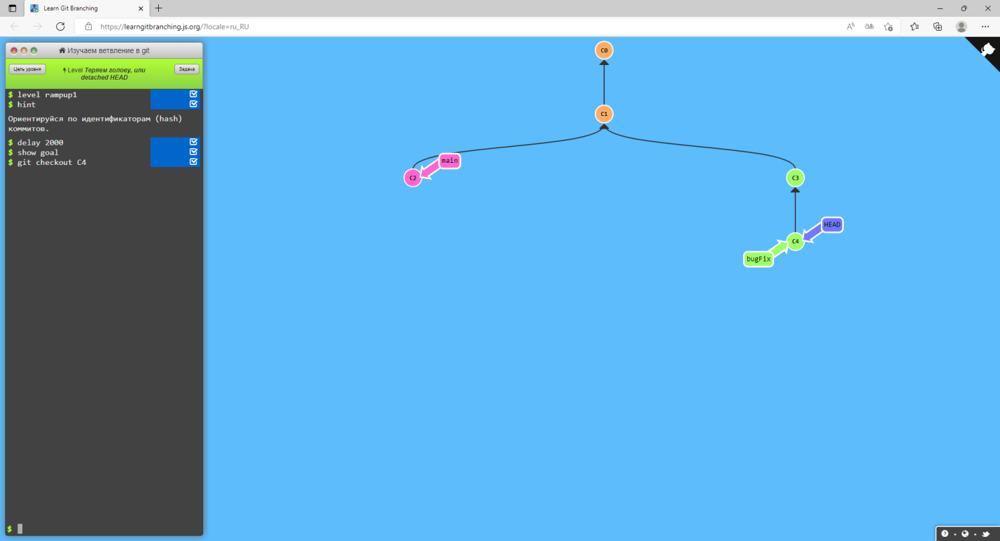 Learn Git Branching
https://learngitbranching.js.org/?locale=ru_RU
Изучаем ветвление в git
Цель уровня
Level Теряем голову, или
detached HEAD
Задача
$ level rampup1
$ hint
Ориентируйся по идентификаторам (hash)
коммитов.
$ delay 2000
$ show goal
$ git checkout C4
$
C0
C1
main
C2
C3
HEAD
C4
bugFix